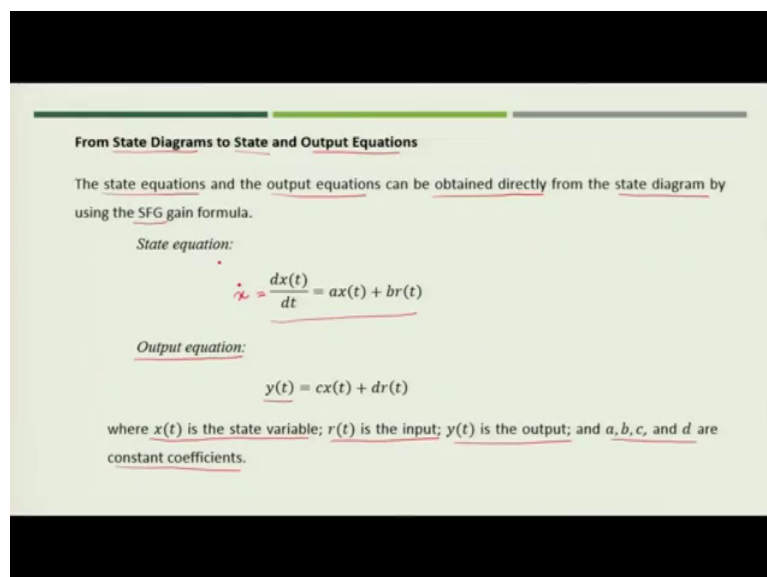 From State Diagrams to State and Output Equations
The state equations and the output equations can be obtained directly from the state diagram by
using the SFG gain formula.
State equation:
ẋ = dx(t)/dt = ax(t) + br(t)
Output equation:
y(t) = cx(t) + dr(t)
where x(t) is the state variable; r(t) is the input; y(t) is the output; and a, b, c, and d are
constant coefficients.